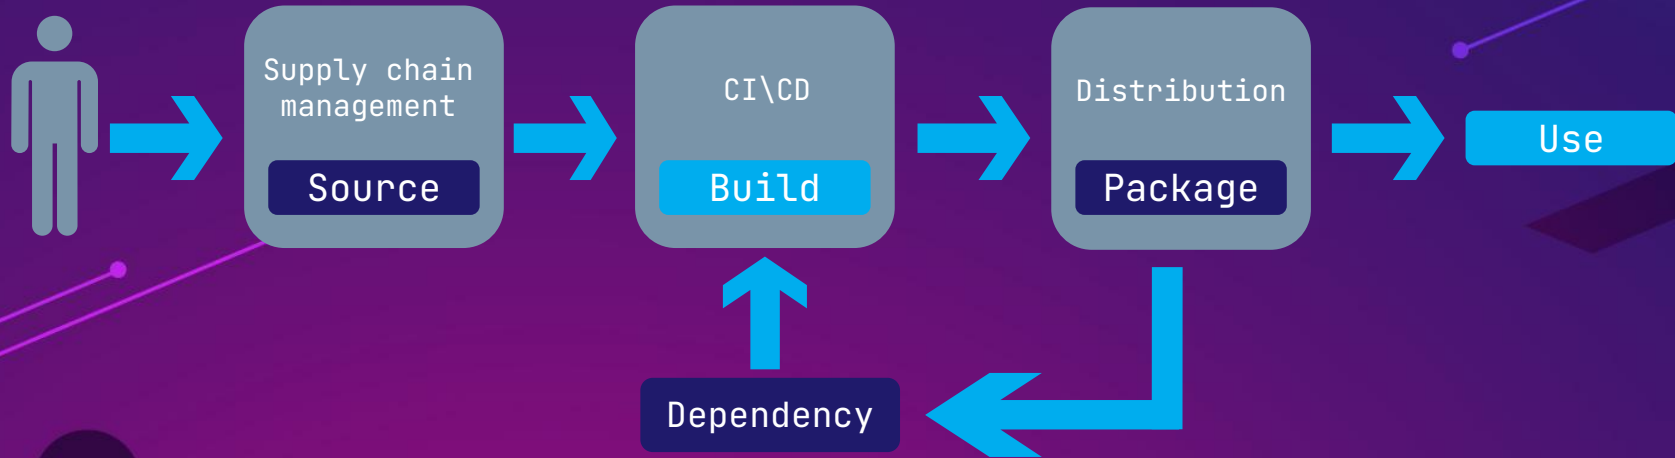 Supply chain
management
Source
CI\CD
Build
Distribution
Package
Use
Dependency